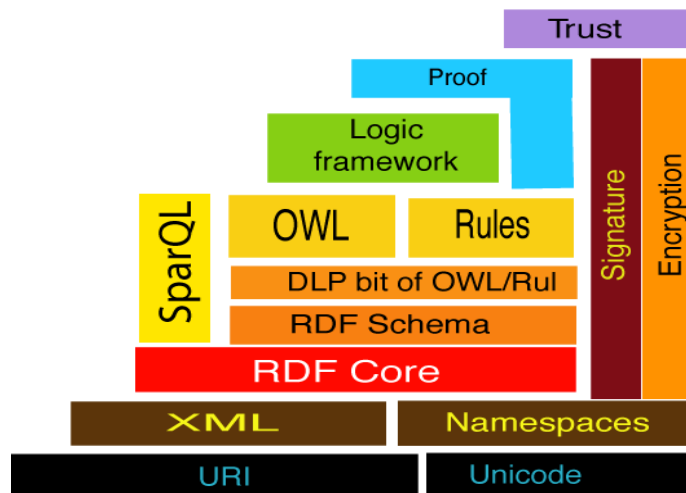 Trust
Proof
Logic
framework
SparQL
OWL
Rules
Signature
Encryption
DLP bit of OWL/Rul
RDF Schema
RDF Core
XML
Namespaces
URI
Unicode